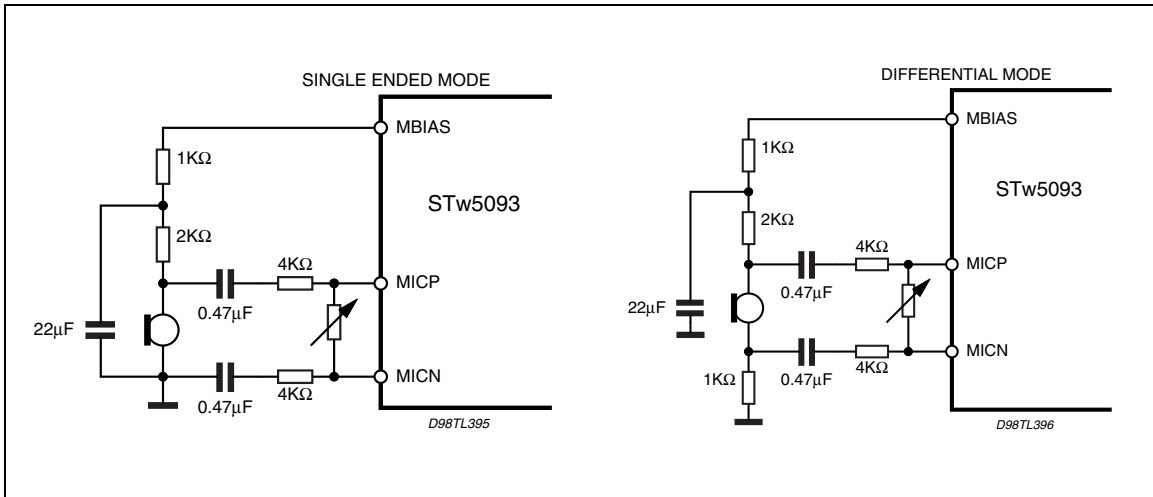 SINGLE ENDED MODE
MBIAS
1KΩ
STw5093
2KΩ
4KΩ
MICP
0.47µF
22µF
MICN
4KΩ
0.47µF
D98TL395
DIFFERENTIAL MODE
MBIAS
1KΩ
STw5093
2KΩ
4KΩ
MICP
0.47µF
22µF
MICN
1KΩ
4KΩ
0.47µF
D98TL396